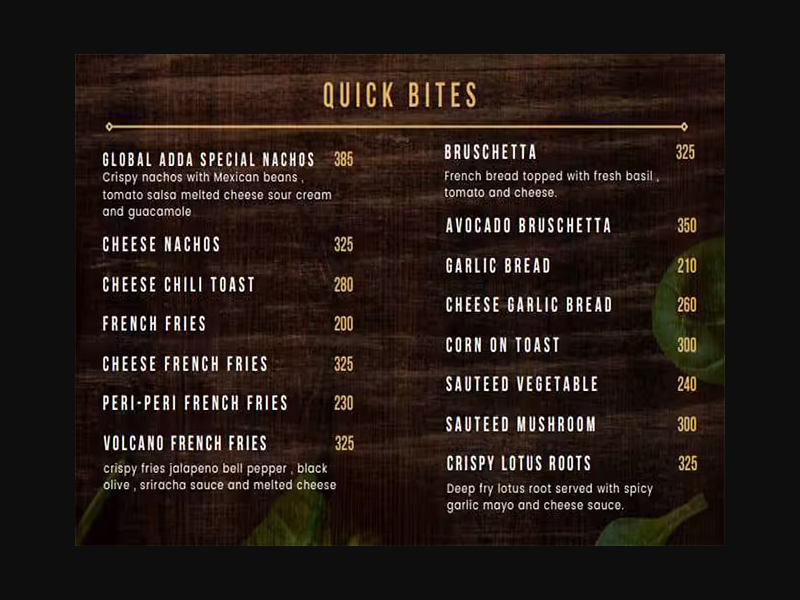 QUICK BITES
GLOBAL ADDA SPECIAL NACHOS 385
Crispy nachos with Mexican beans ,
tomato salsa melted cheese sour cream
and guacamole
CHEESE NACHOS 325
CHEESE CHILI TOAST 280
FRENCH FRIES 200
CHEESE FRENCH FRIES 325
PERI-PERI FRENCH FRIES 230
VOLCANO FRENCH FRIES 325
crispy fries jalapeno bell pepper , black
olive , sriracha sauce and melted cheese
BRUSCHETTA 325
French bread topped with fresh basil ,
tomato and cheese.
AVOCADO BRUSCHETTA 350
GARLIC BREAD 210
CHEESE GARLIC BREAD 260
CORN ON TOAST 300
SAUTEED VEGETABLE 240
SAUTEED MUSHROOM 300
CRISPY LOTUS ROOTS 325
Deep fry lotus root served with spicy
garlic mayo and cheese sauce.